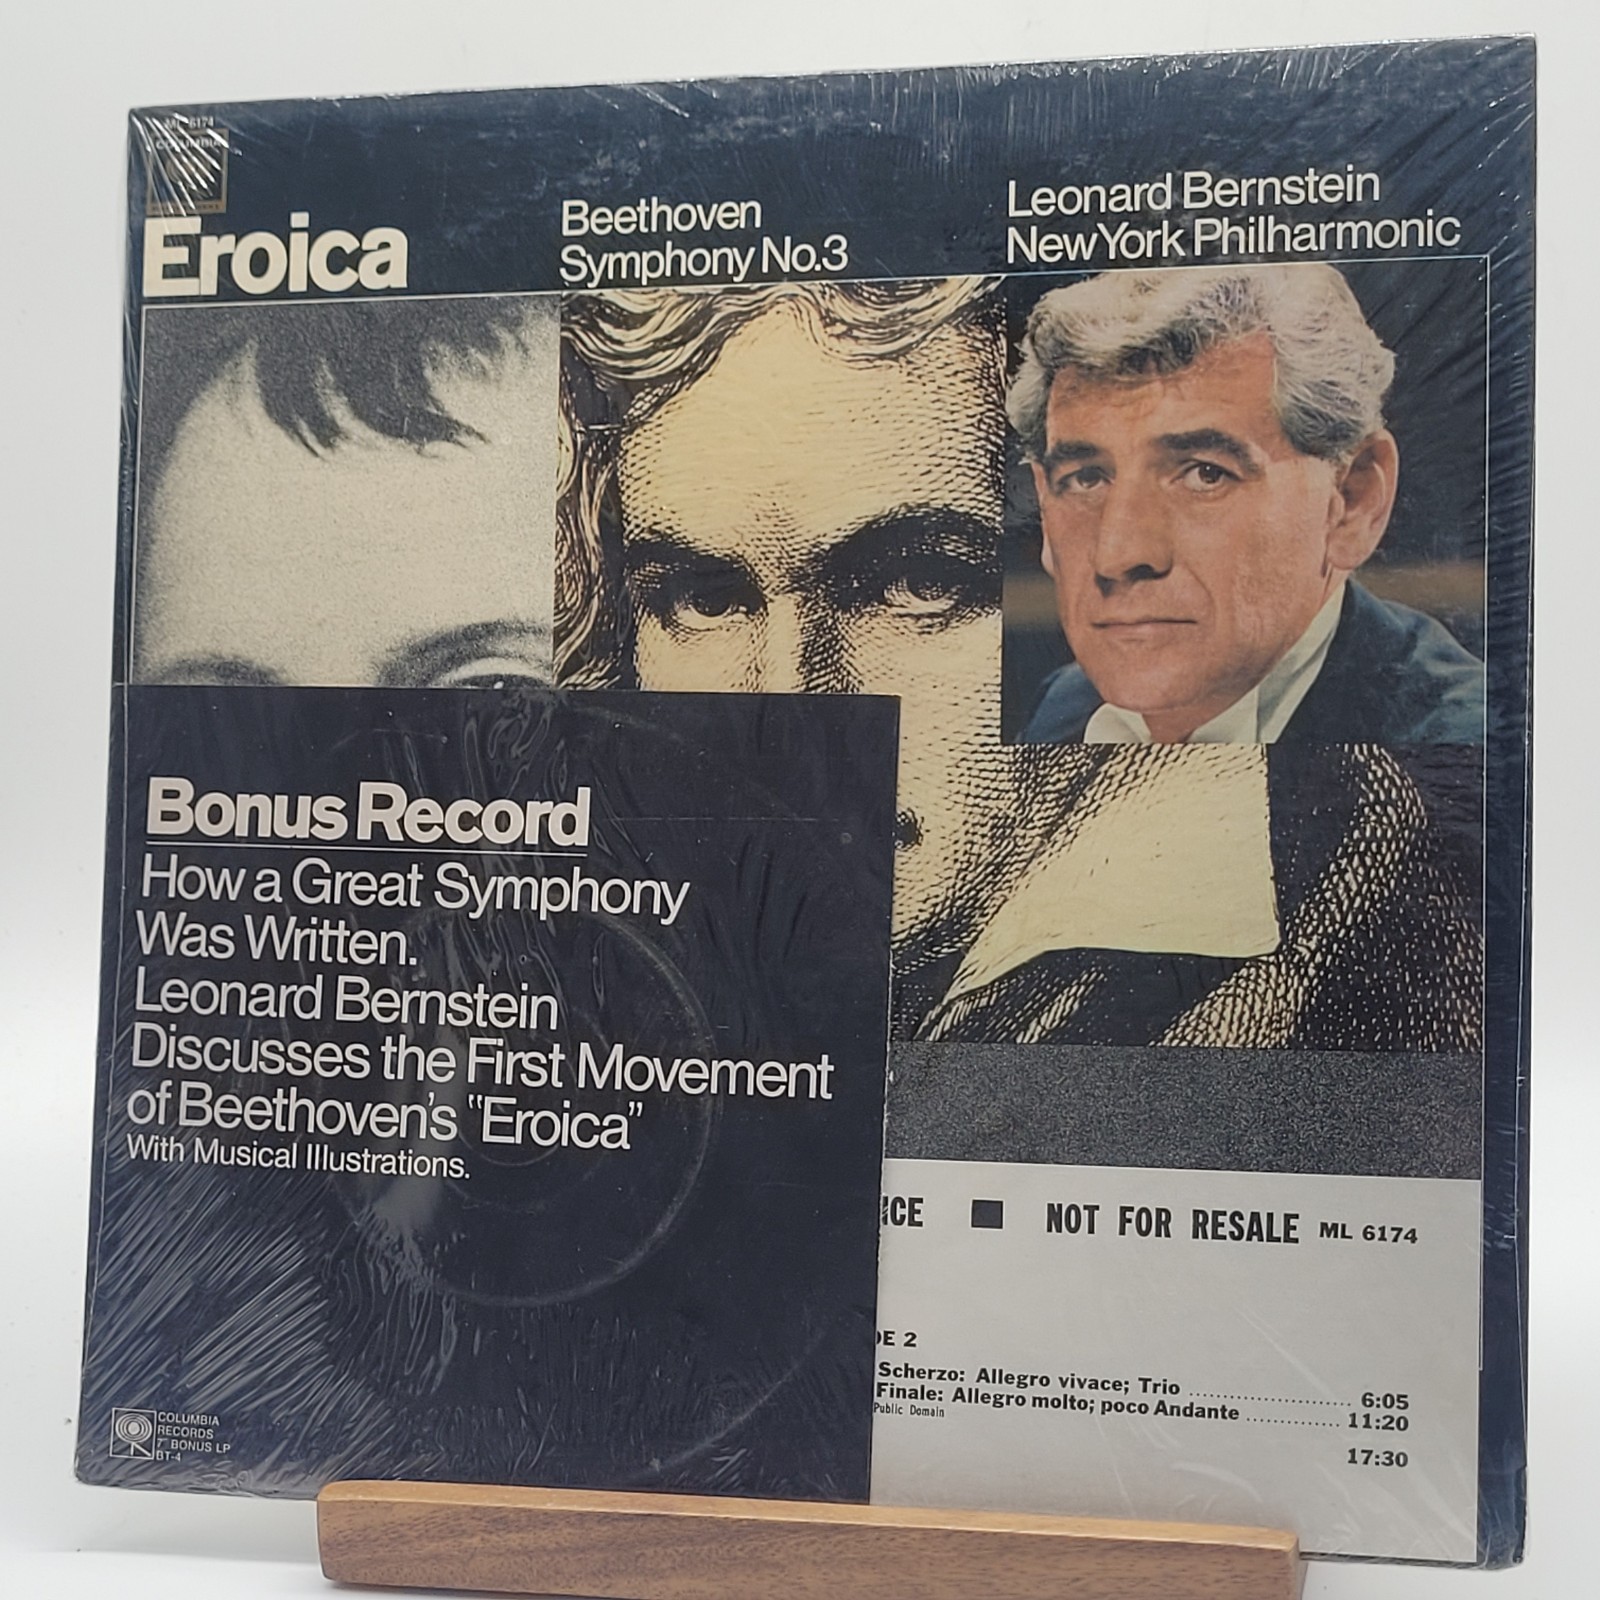 ML 6174
COLUMBIA
Eroica
Beethoven
Symphony No.3
Leonard Bernstein
New York Philharmonic
Bonus Record
How a Great Symphony
Was Written.
Leonard Bernstein
Discusses the First Movement
of Beethoven's "Eroica"
With Musical Illustrations.
COLUMBIA
RECORDS
7" BONUS LP
BT-4
NOT FOR RESALE ML 6174
2
Scherzo: Allegro vivace; Trio 6:05
Finale: Allegro molto; poco Andante 11:20
Public Domain
17:30